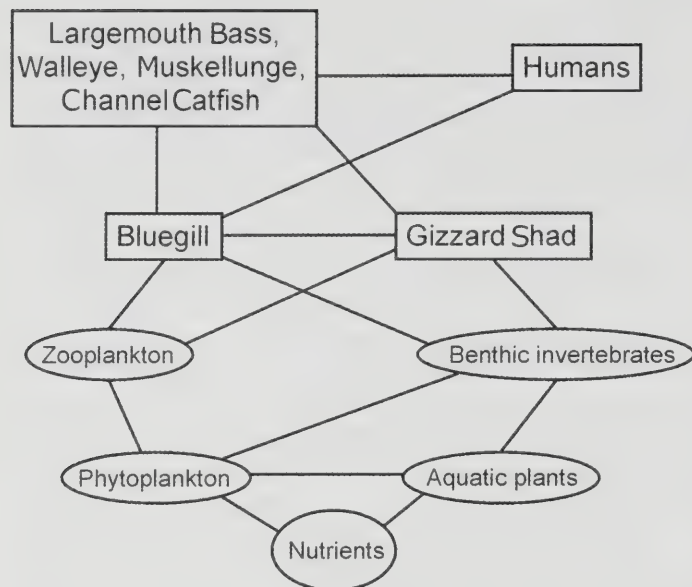 Largemouth Bass,
Walleye, Muskellunge,
Channel Catfish
Humans
Bluegill
Gizzard Shad
Zooplankton
Benthic invertebrates
Phytoplankton
Aquatic plants
Nutrients